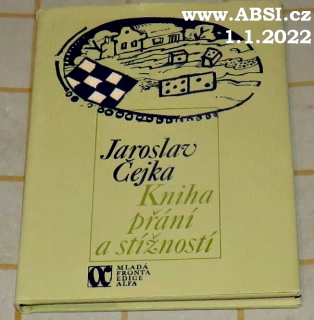 www.ABSI.cz
1.1.2022
Jaroslav
Čejka
Kniha
přání
a stížností
MLADÁ
FRONTA
EDICE
ALFA